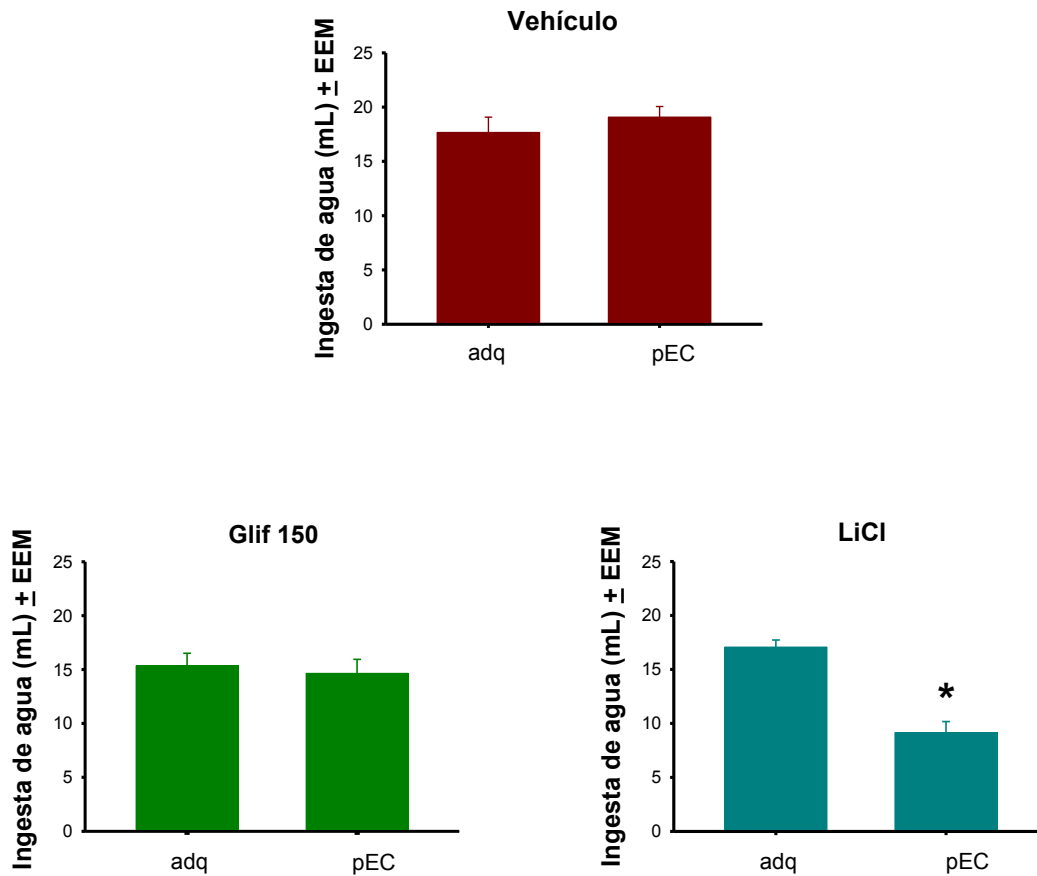 Vehículo
Ingesta de agua (mL) ± EEM
25
20
15
10
5
0
adq
pEC
Glif 150
Ingesta de agua (mL) ± EEM
25
20
15
10
5
0
adq
pEC
LiCl
Ingesta de agua (mL) ± EEM
25
20
15
10
5
0
*
adq
pEC